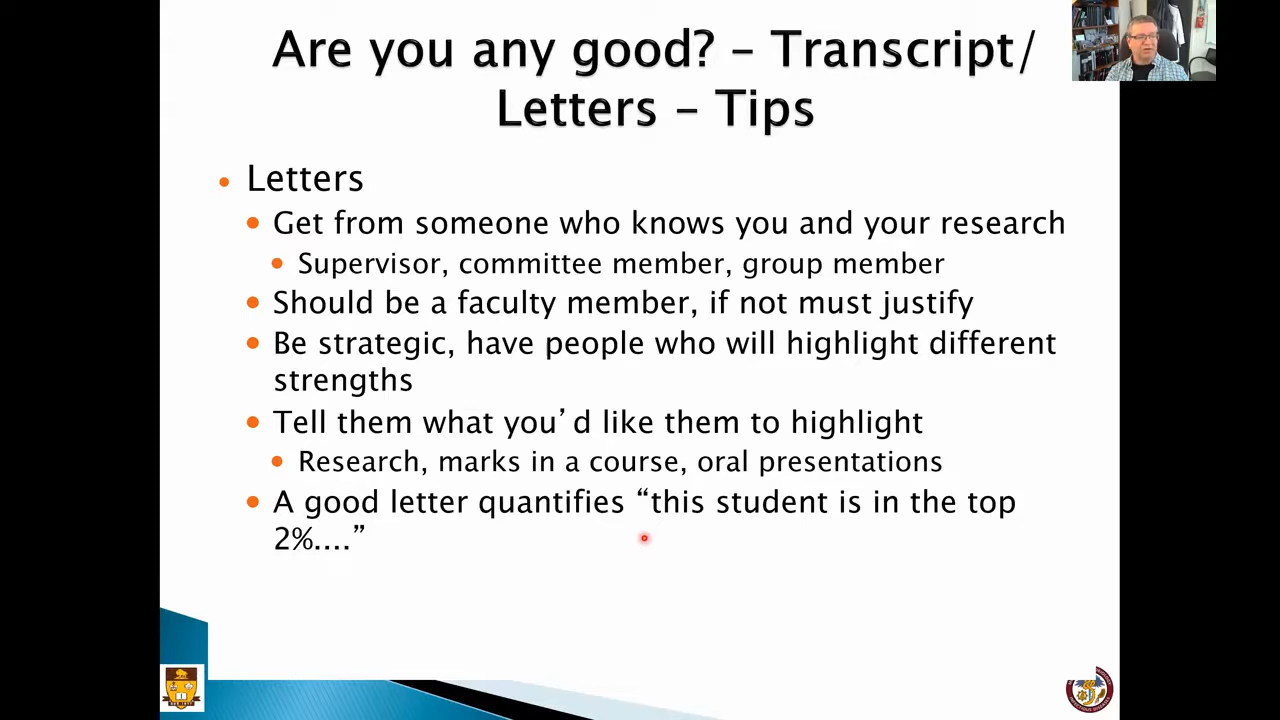 Are you any good? – Transcript/
Letters – Tips
• Letters
• Get from someone who knows you and your research
• Supervisor, committee member, group member
• Should be a faculty member, if not must justify
• Be strategic, have people who will highlight different
strengths
• Tell them what you’d like them to highlight
• Research, marks in a course, oral presentations
• A good letter quantifies “this student is in the top
2%....”